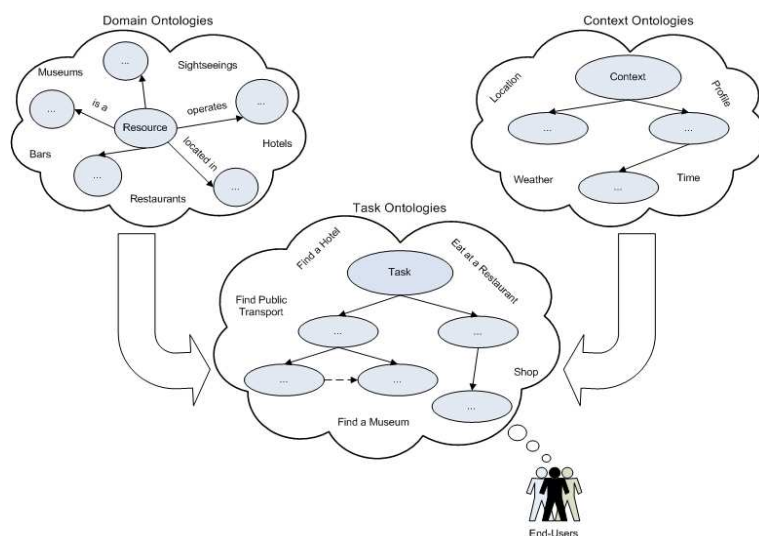 Domain Ontologies
Context Ontologies
...
Museums
Sightseeings
...
is a
operates
...
Resource
located in
Bars
Hotels
...
...
Restaurants
Location
Context
Profile
...
...
Weather
Time
...
Task Ontologies
Find a Hotel
Eat at a Restaurant
Task
Find Public
Transport
...
...
Shop
...
...
...
Find a Museum
End-Users